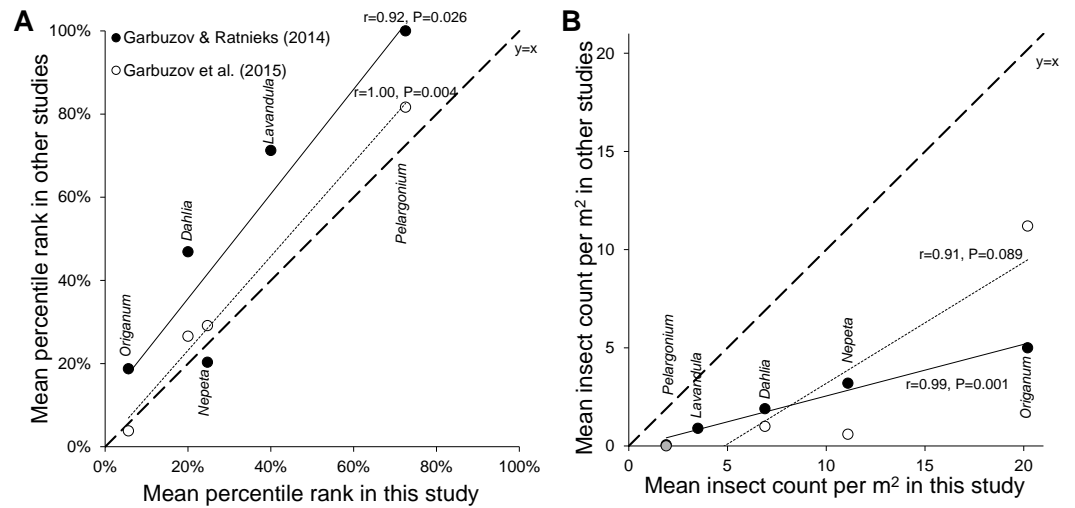 A
r=0.92, P=0.026
100%
Garbuzov & Ratnieks (2014)
y=x
Garbuzov et al. (2015)
Lavandula
r=1.00, P=0.004
80%
Pelargonium
60%
Dahlia
40%
Origanum
20%
Nepeta
0%
0% 20% 40% 60% 80% 100%
Mean percentile rank in other studies
Mean percentile rank in this study
B
20
y=x
15
10
r=0.91, P=0.089
Pelargonium
Lavandula
Dahlia
Nepeta
Origanum
5
r=0.99, P=0.001
0
0 5 10 15 20
Mean insect count per m² in other studies
Mean insect count per m² in this study